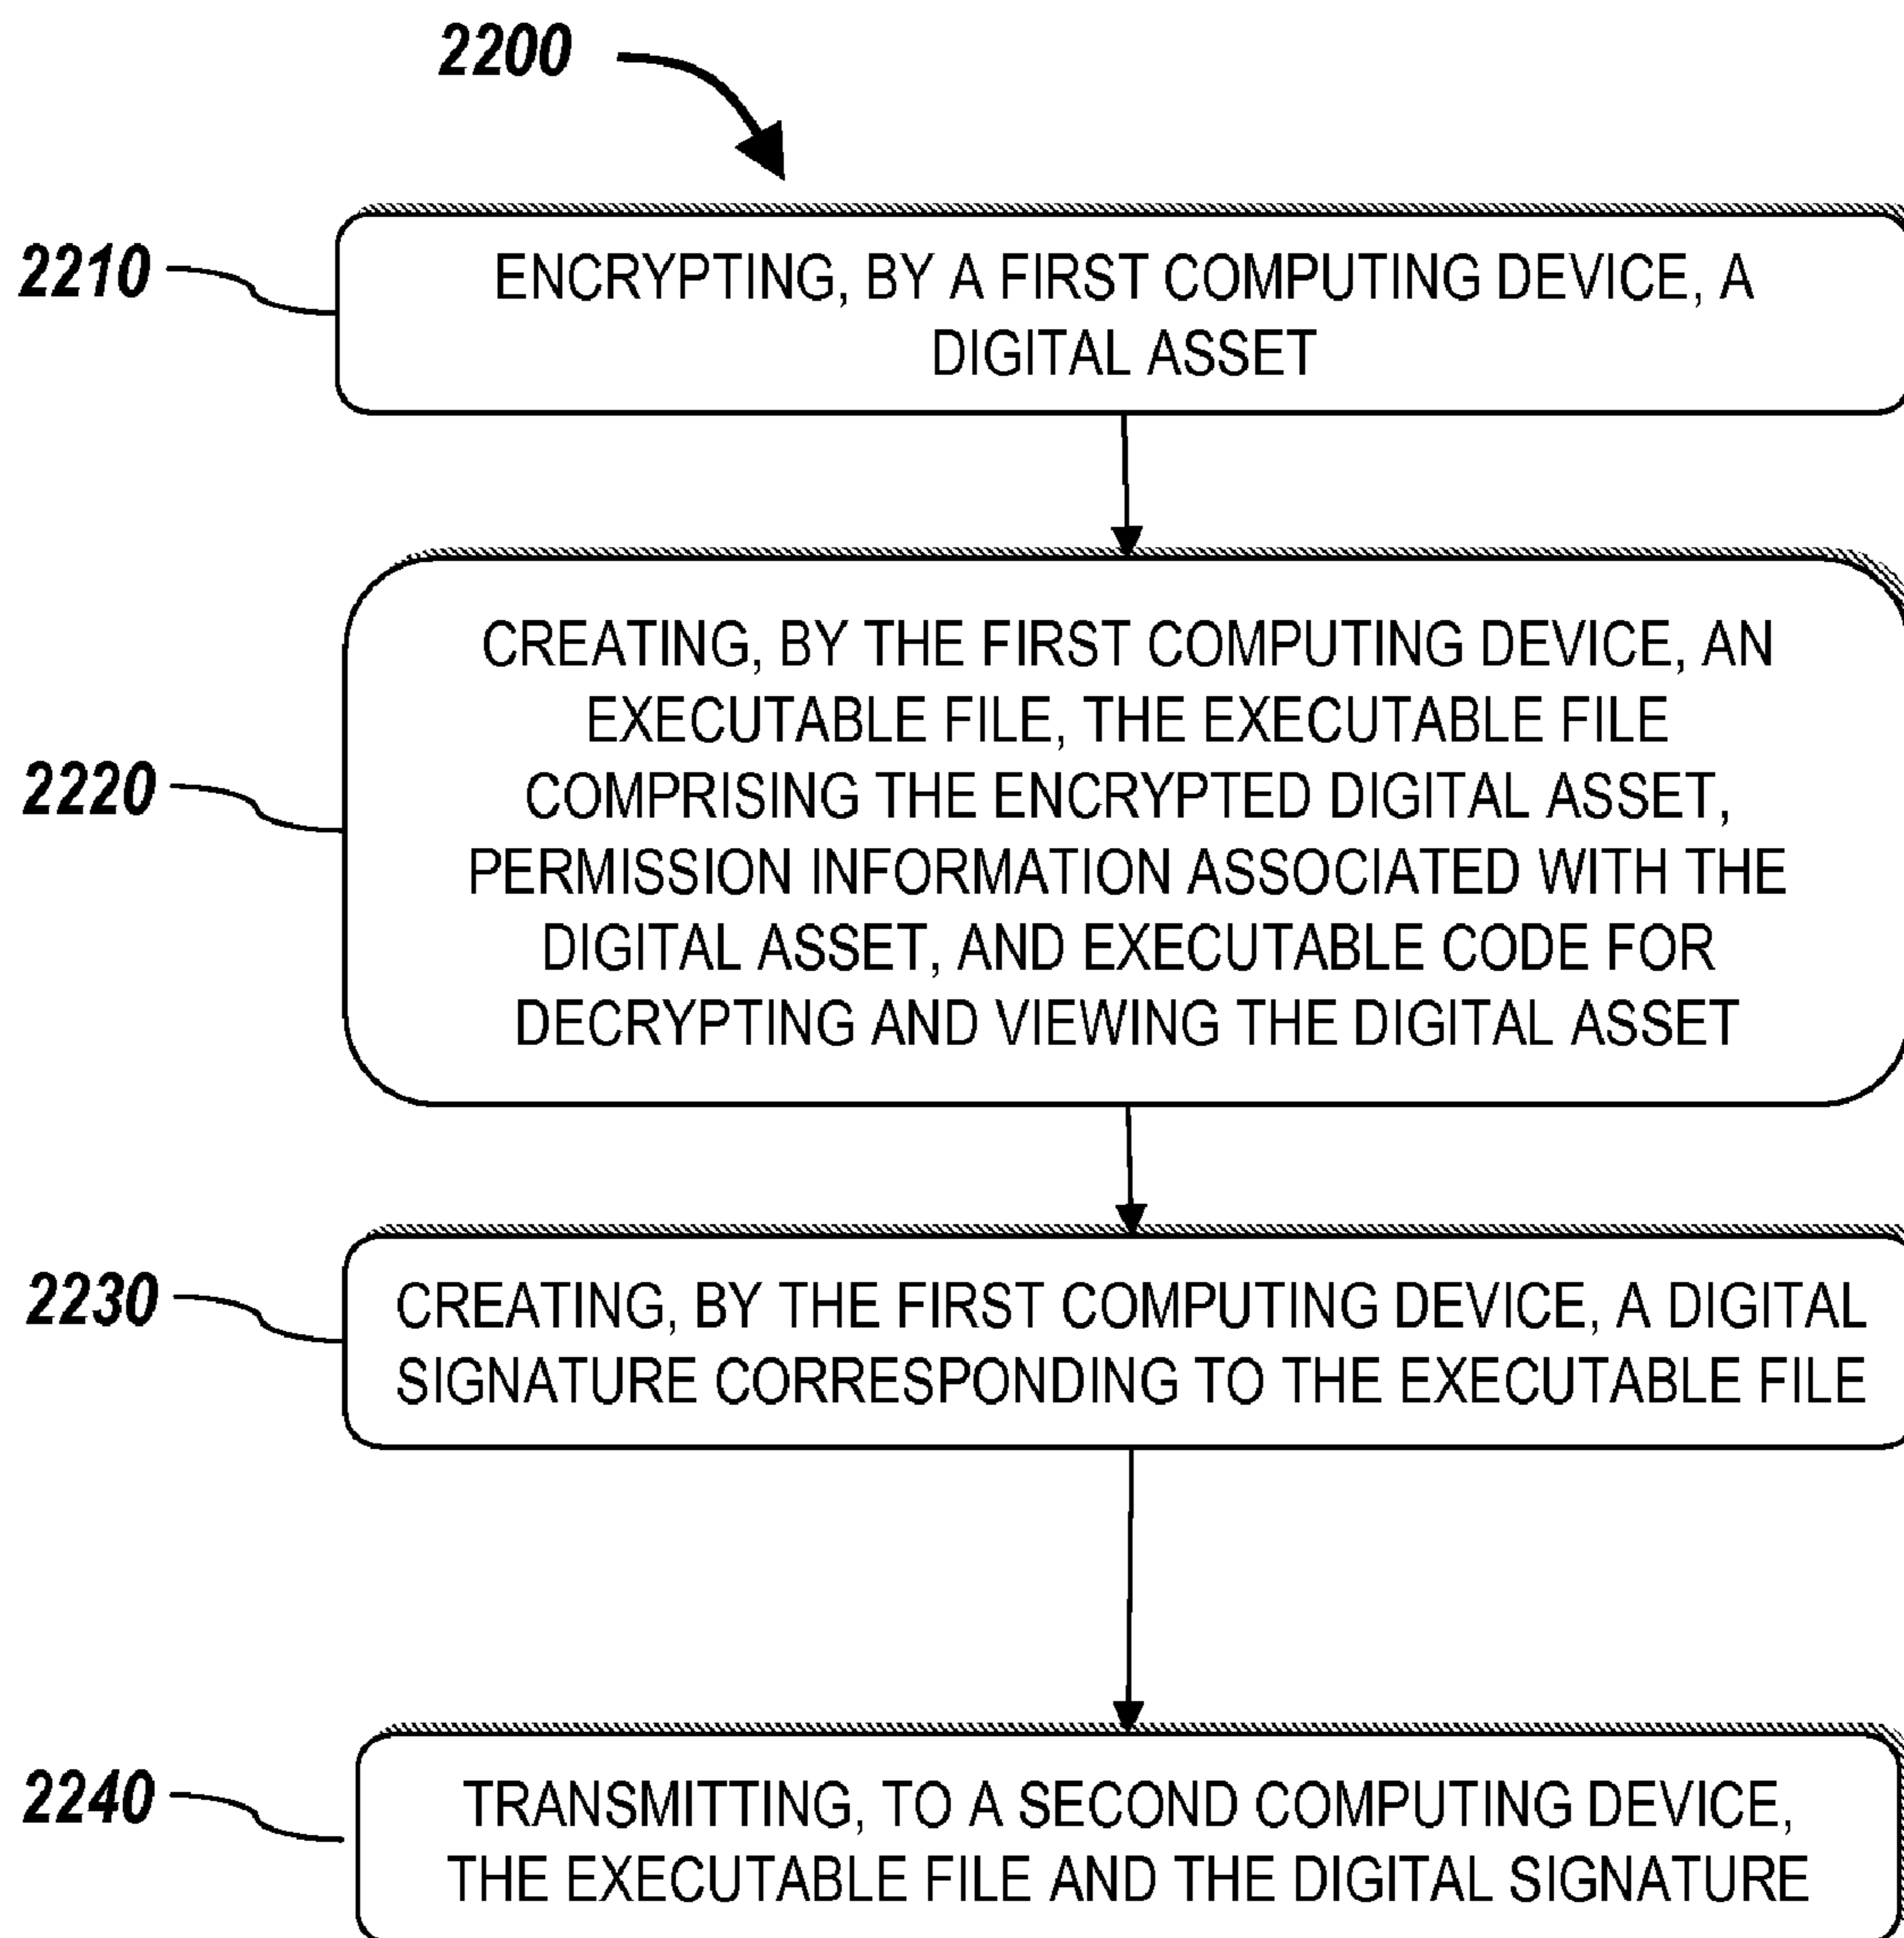 2200
2210
ENCRYPTING, BY A FIRST COMPUTING DEVICE, A
DIGITAL ASSET
2220
CREATING, BY THE FIRST COMPUTING DEVICE, AN
EXECUTABLE FILE, THE EXECUTABLE FILE
COMPRISING THE ENCRYPTED DIGITAL ASSET,
PERMISSION INFORMATION ASSOCIATED WITH THE
DIGITAL ASSET, AND EXECUTABLE CODE FOR
DECRYPTING AND VIEWING THE DIGITAL ASSET
2230
CREATING, BY THE FIRST COMPUTING DEVICE, A DIGITAL
SIGNATURE CORRESPONDING TO THE EXECUTABLE FILE
2240
TRANSMITTING, TO A SECOND COMPUTING DEVICE,
THE EXECUTABLE FILE AND THE DIGITAL SIGNATURE